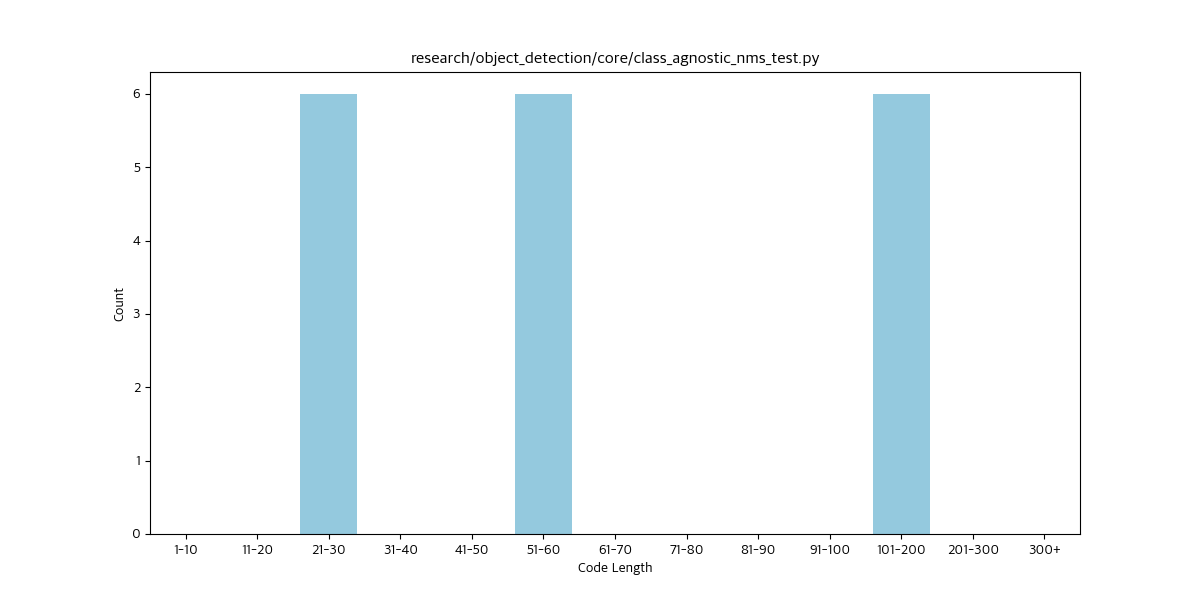 research/object_detection/core/class_agnostic_nms_test.py
6
5
4
3
2
1
0
Count
1-10 11-20 21-30 31-40 41-50 51-60 61-70 71-80 81-90 91-100 101-200 201-300 300+
Code Length